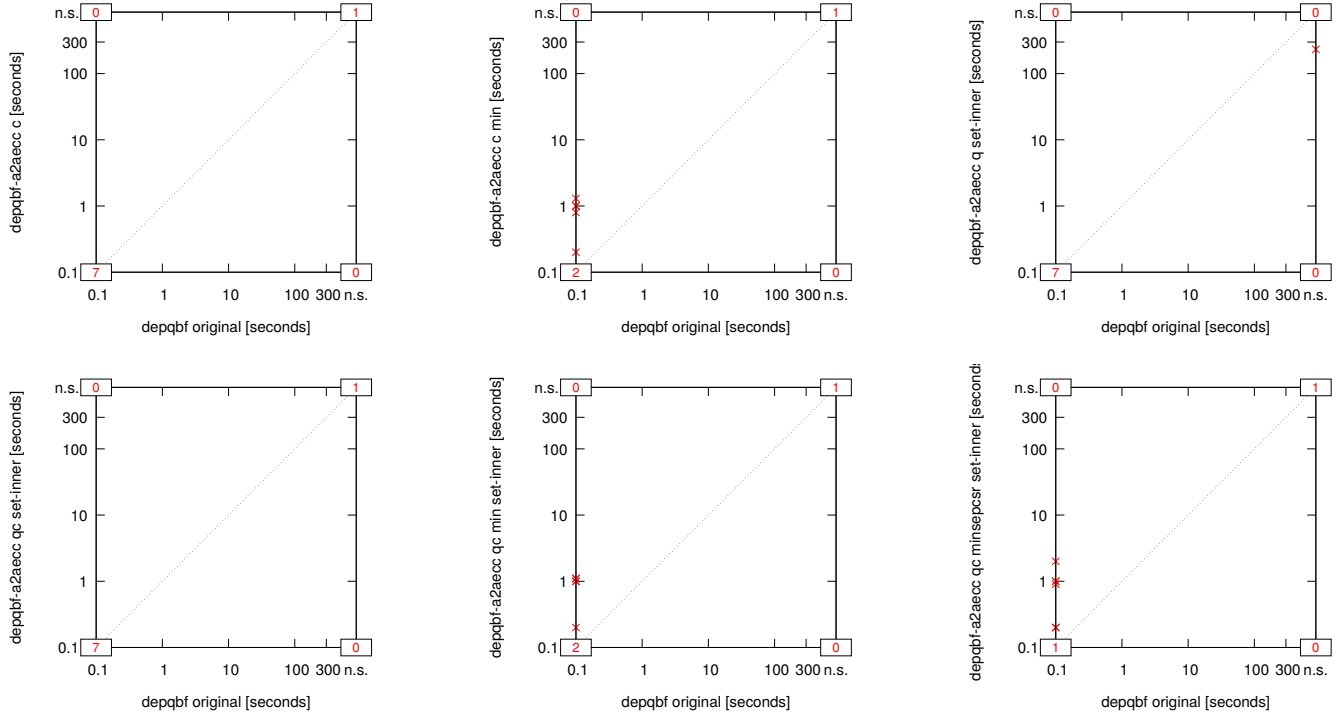 n.s. 0 1
300
100
10
1
0.1 7 0
0.1 1 10 100 300 n.s.
depqbf original [seconds]
depqbf-a2aecc c [seconds]
n.s. 0 1
300
100
10
1
0.1 2 0
0.1 1 10 100 300 n.s.
depqbf original [seconds]
depqbf-a2aecc c min [seconds]
n.s. 0 0
300
100
10
1
0.1 7 0
0.1 1 10 100 300 n.s.
depqbf original [seconds]
depqbf-a2aecc q set-inner [seconds]
n.s. 0 1
300
100
10
1
0.1 7 0
0.1 1 10 100 300 n.s.
depqbf original [seconds]
depqbf-a2aecc qc set-inner [seconds]
n.s. 0 1
300
100
10
1
0.1 2 0
0.1 1 10 100 300 n.s.
depqbf original [seconds]
depqbf-a2aecc qc min set-inner [seconds]
n.s. 0 1
300
100
10
1
0.1 1 0
0.1 1 10 100 300 n.s.
depqbf original [seconds]
depqbf-a2aecc qc minsepcsr set-inner [second